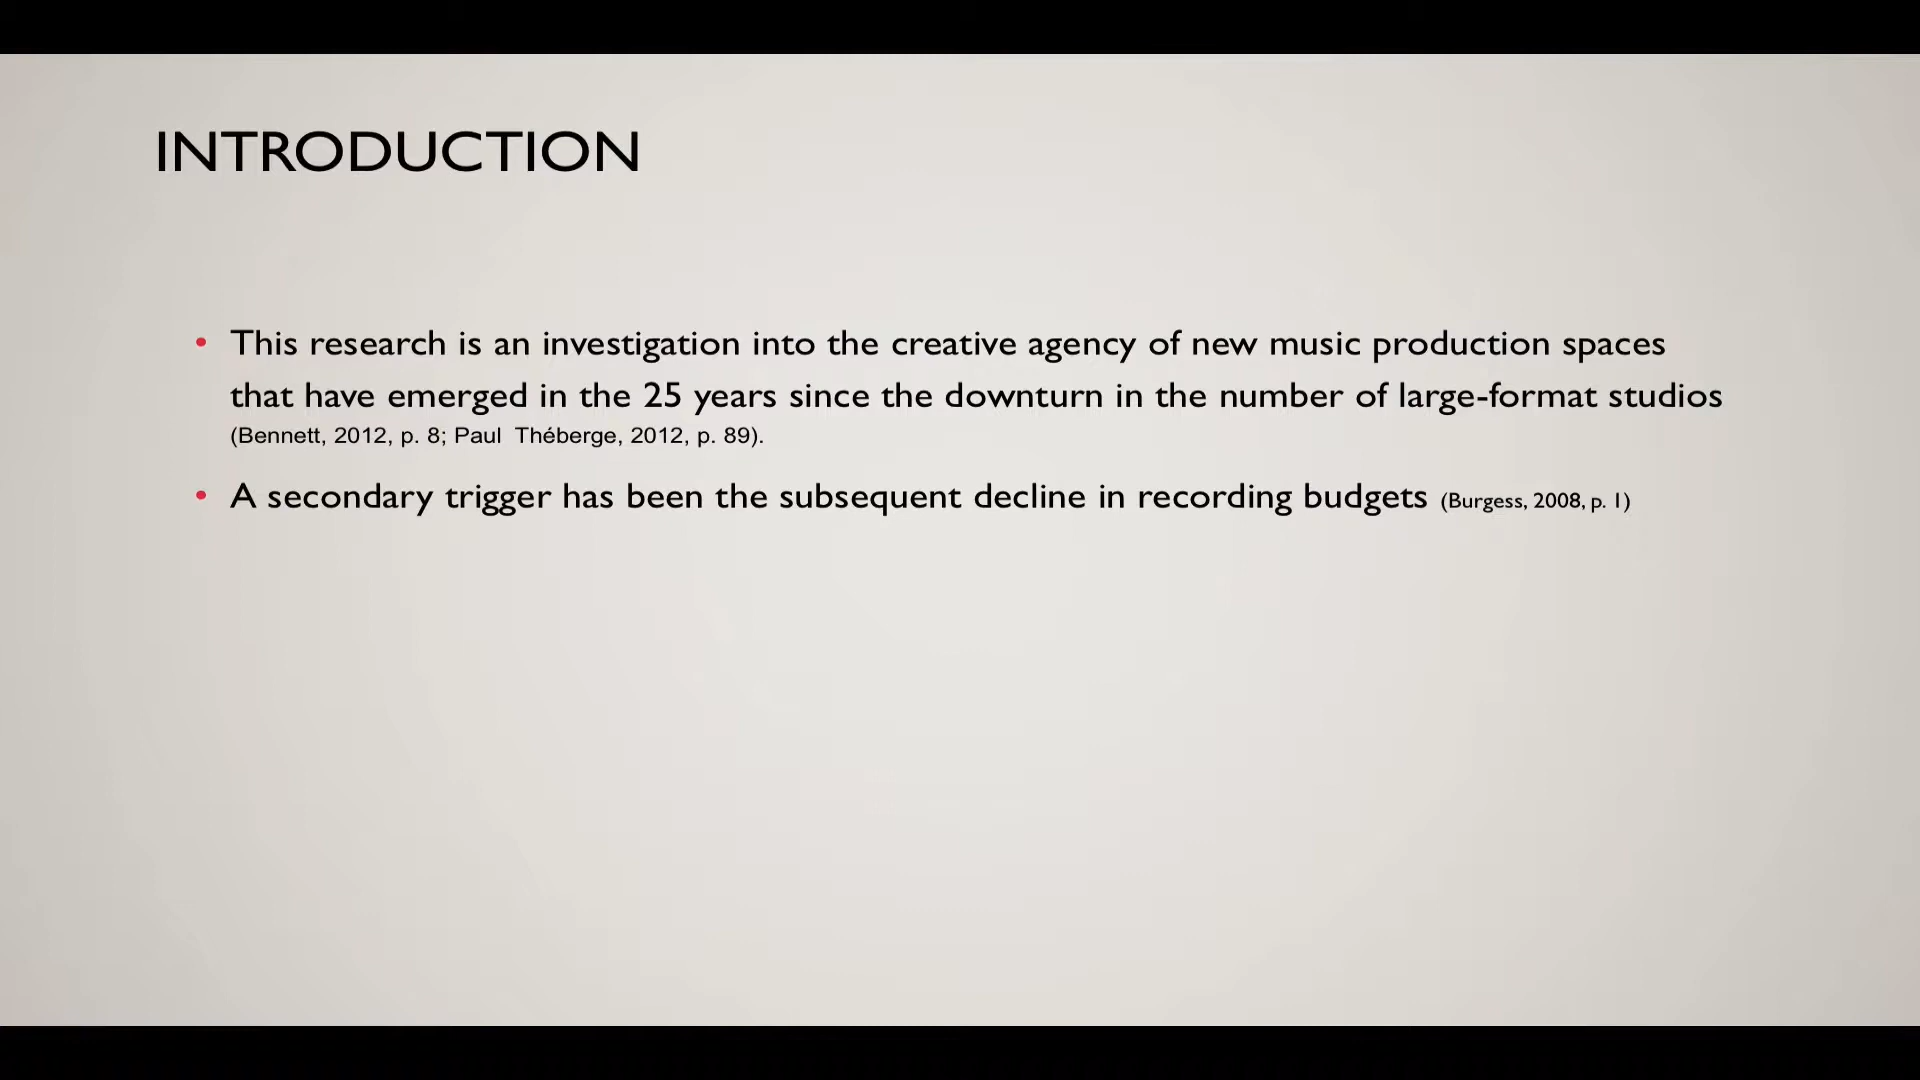 INTRODUCTION
• This research is an investigation into the creative agency of new music production spaces
that have emerged in the 25 years since the downturn in the number of large-format studios
(Bennett, 2012, p. 8; Paul  Théberge, 2012, p. 89).
• A secondary trigger has been the subsequent decline in recording budgets (Burgess, 2008, p. 1)